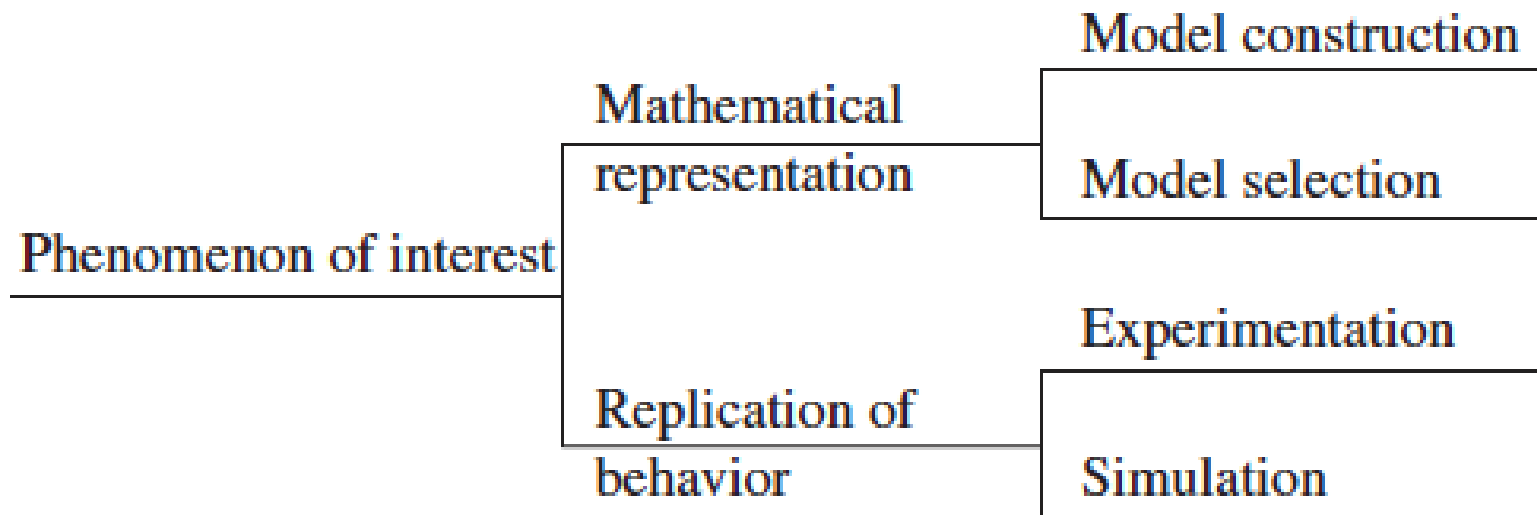 Model construction
Mathematical
representation
Model selection
Phenomenon of interest
Experimentation
Replication of
behavior
Simulation